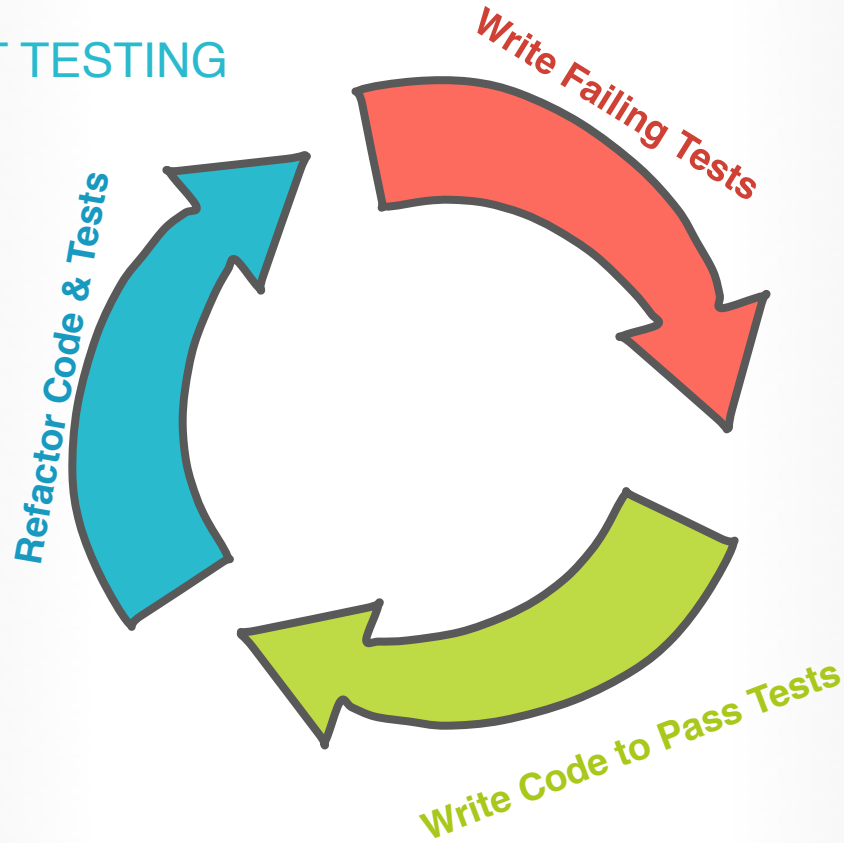 TESTING
Write Failing Tests
Write Code to Pass Tests
Refactor Code & Tests